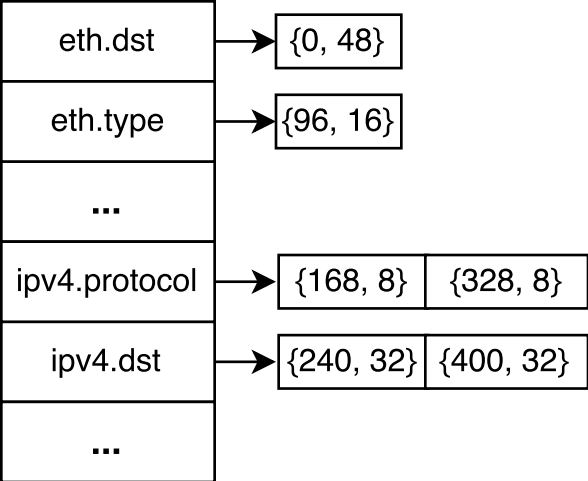 eth.dst {0, 48}
eth.type {96, 16}
...
ipv4.protocol {168, 8} {328, 8}
ipv4.dst {240, 32} {400, 32}
...